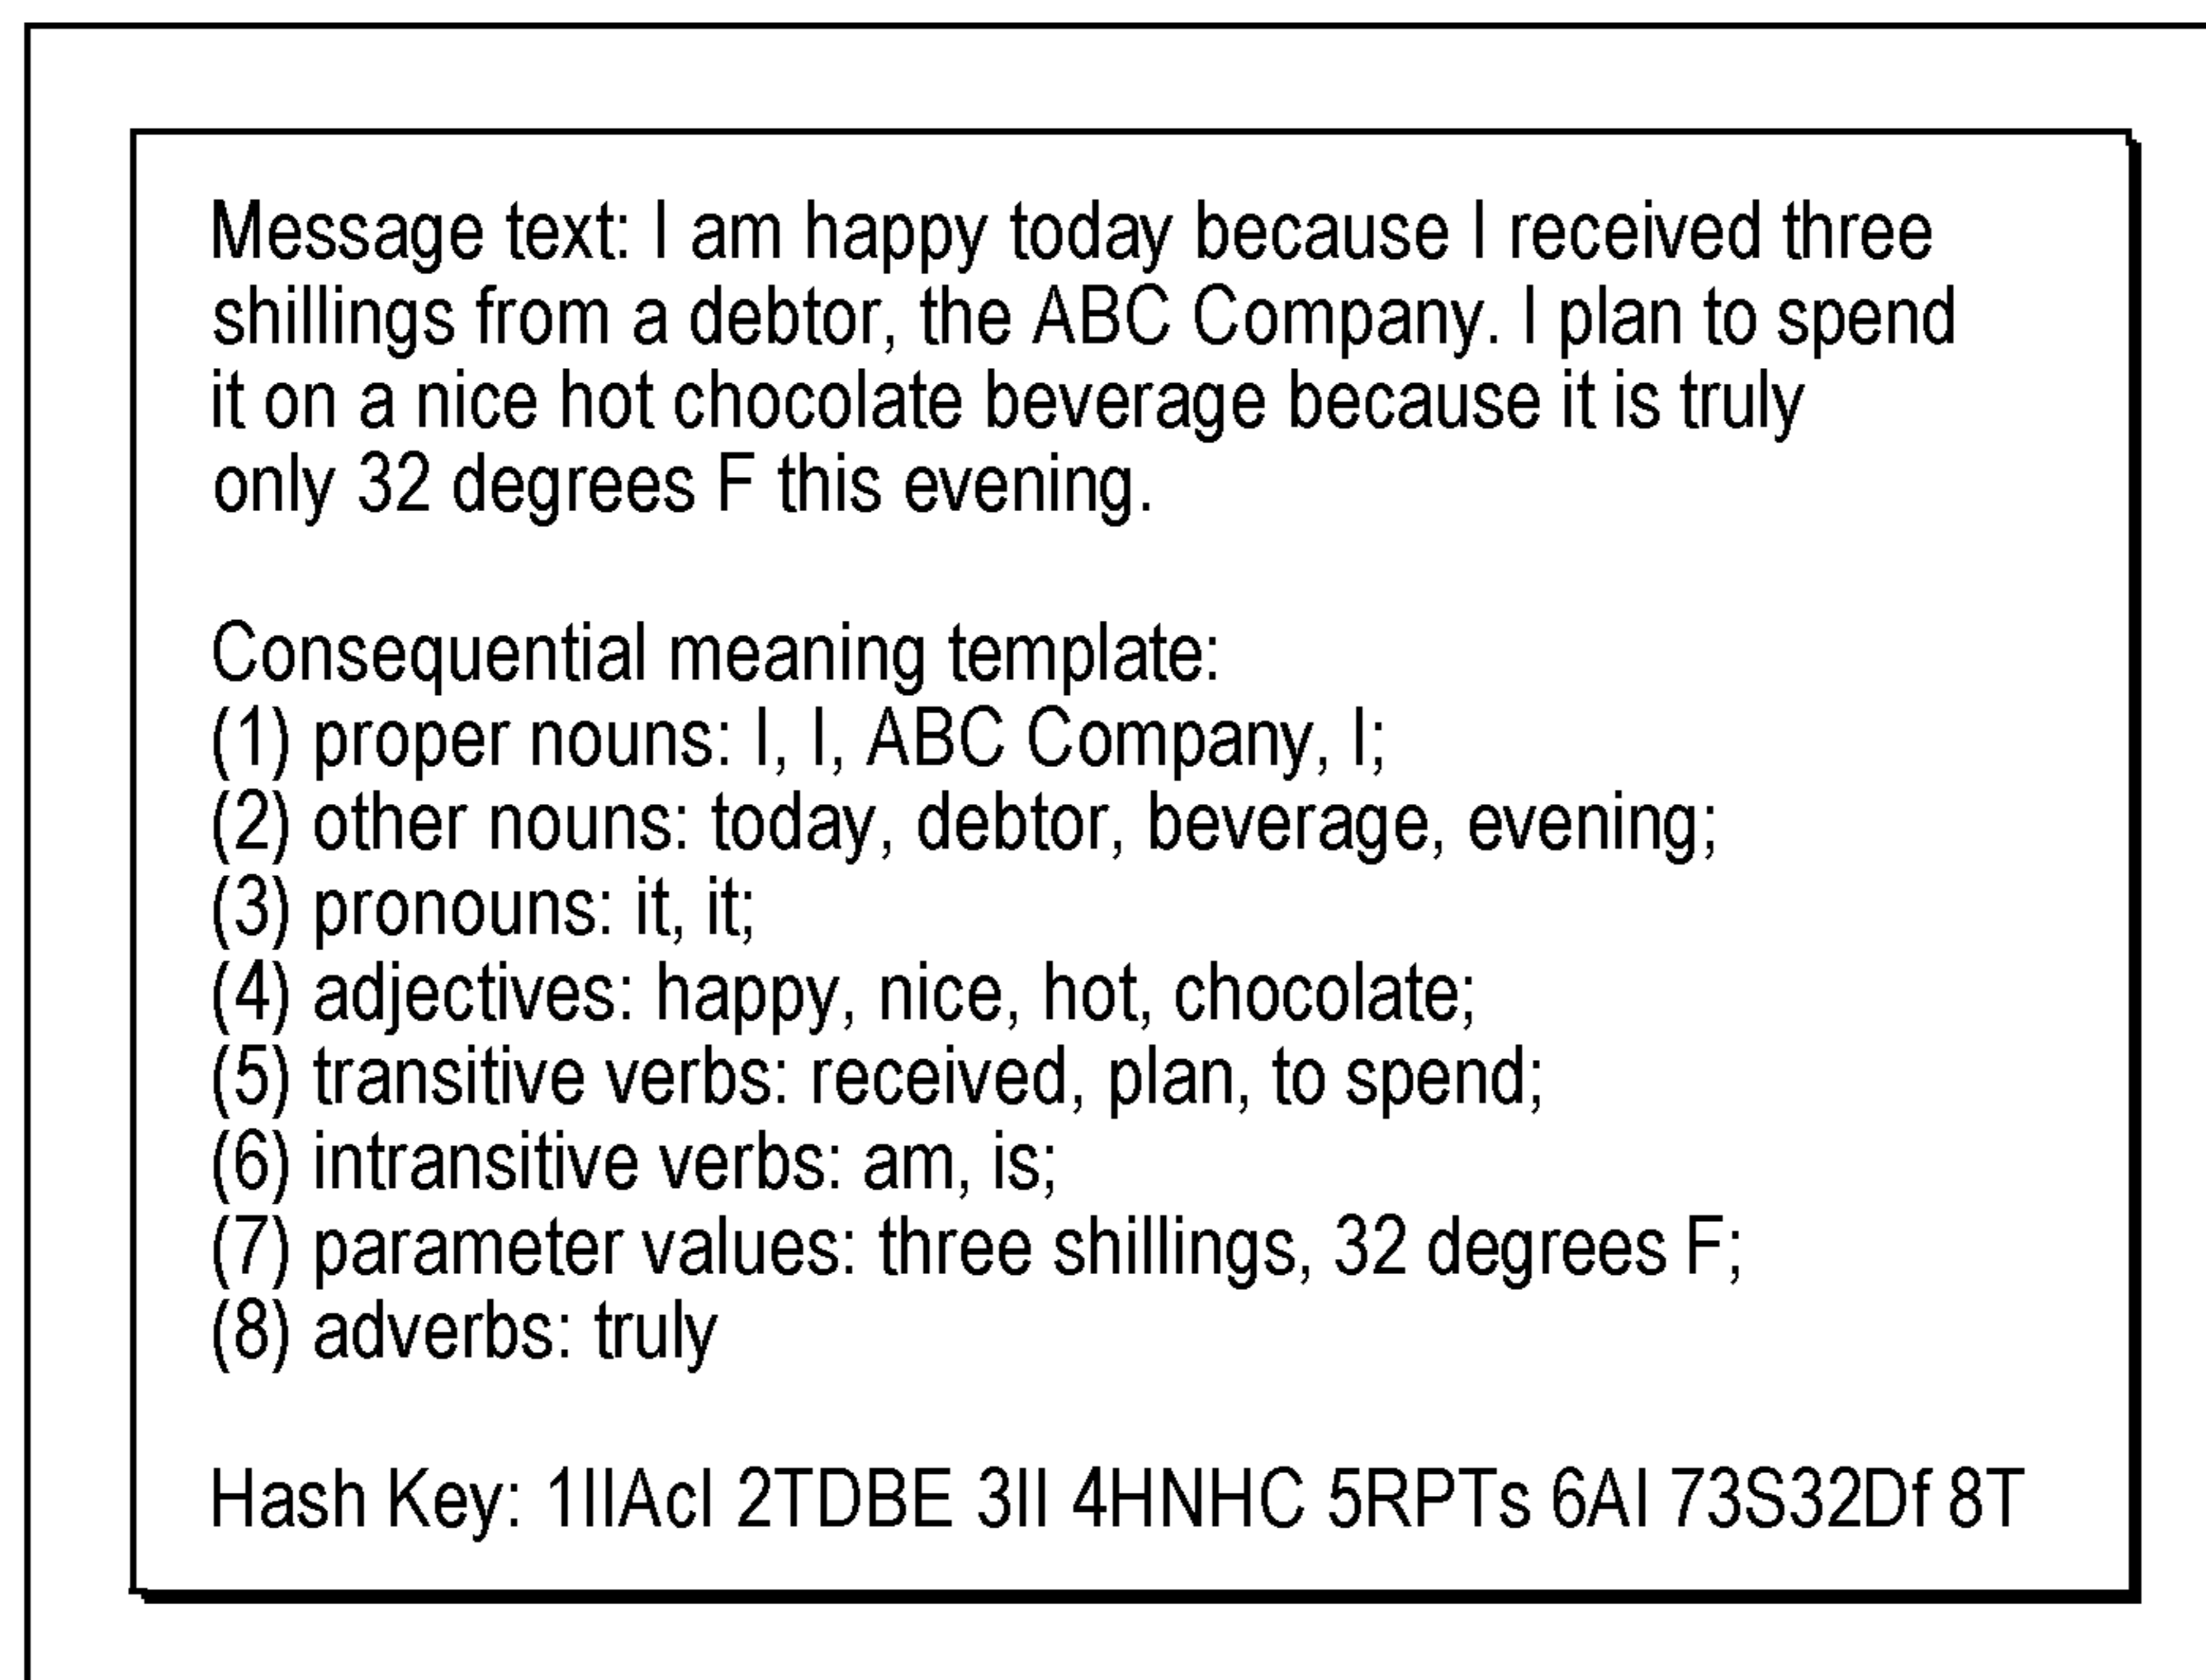 Message text: I am happy today because I received three
shillings from a debtor, the ABC Company. I plan to spend
it on a nice hot chocolate beverage because it is truly
only 32 degrees F this evening.
Consequential meaning template:
(1) proper nouns: I, I, ABC Company, I;
(2) other nouns: today, debtor, beverage, evening;
(3) pronouns: it, it;
(4) adjectives: happy, nice, hot, chocolate;
(5) transitive verbs: received, plan, to spend;
(6) intransitive verbs: am, is;
(7) parameter values: three shillings, 32 degrees F;
(8) adverbs: truly
Hash Key: 1IIAcI 2TDBE 3II 4HNHC 5RPTs 6AI 73S32Df 8T